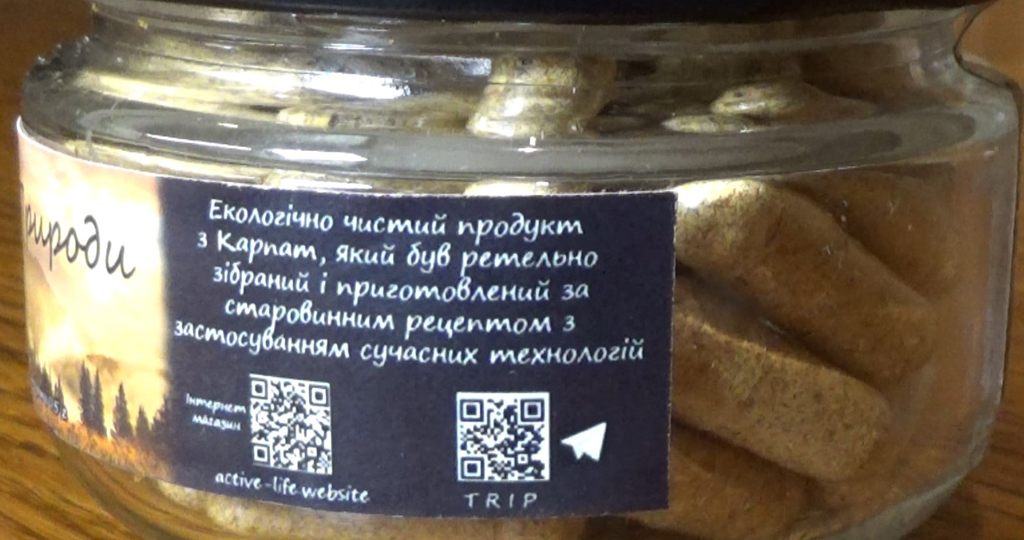 Екологічно чистий продукт
з Карпат, який був ретельно
зібраний і приготовлений за
старовинним рецептом з
застосуванням сучасних технологій
Інтернет
магазин
active-life.website
TRIP